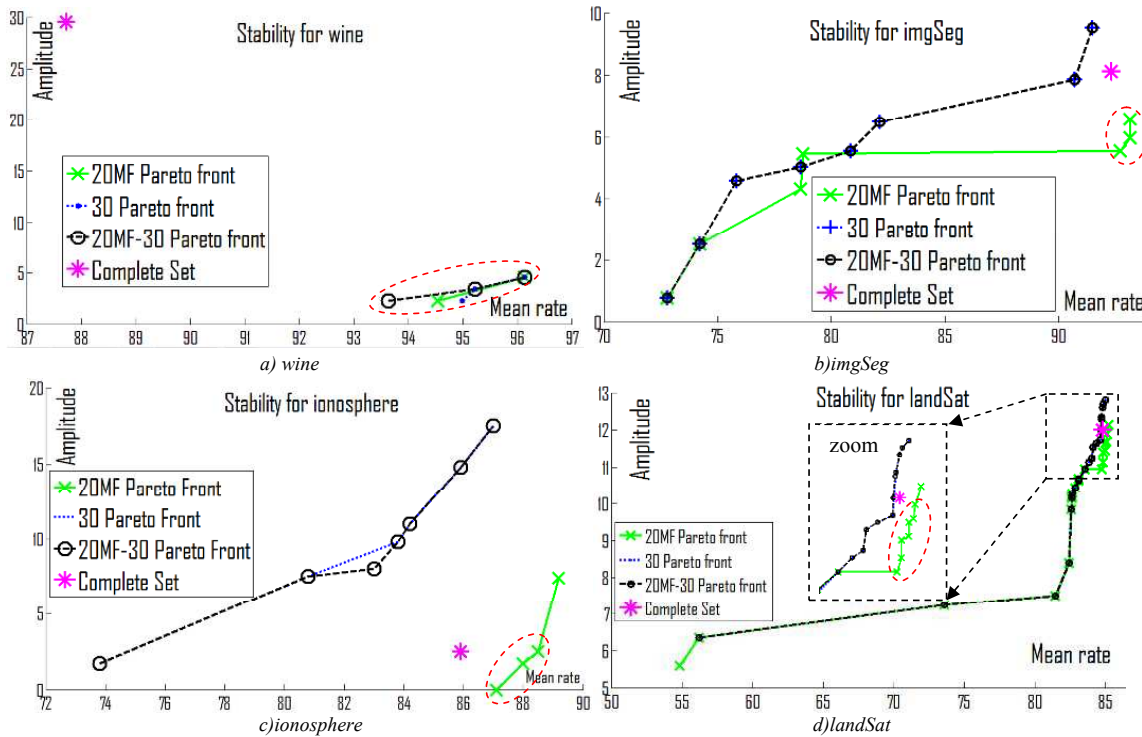 Stability for wine
Amplitude
30
25
20
15
10
5
0
20MF Pareto front
30 Pareto front
20MF-30 Pareto front
Complete Set
Mean rate
87 88 89 90 91 92 93 94 95 96 97
a) wine
Stability for imgSeg
Amplitude
10
8
6
4
2
0
20MF Pareto front
30 Pareto front
20MF-30 Pareto front
Complete Set
Mean rate
70 75 80 85 90
b)imgSeg
Stability for ionosphere
Amplitude
20
15
10
5
0
20MF Pareto Front
30 Pareto Front
20MF-30 Pareto Front
Complete Set
Mean rate
72 74 76 78 80 82 84 86 88 90
c)ionosphere
Stability for landSat
Amplitude
zoom
13
12
11
10
9
8
7
6
5
20MF Pareto front
30 Pareto front
20MF-30 Pareto front
Complete Set
Mean rate
50 55 60 65 70 75 80 85
d)landSat